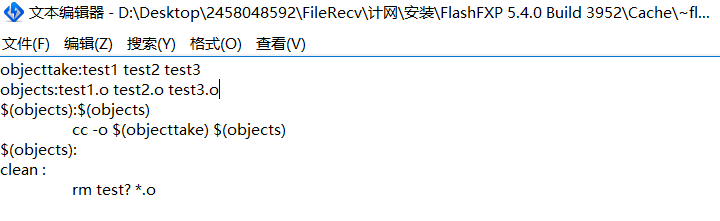 文本编辑器 - D:\Desktop\2458048592\FileRecv\计网\安装\FlashFXP 5.4.0 Build 3952\Cache\~fl...
文件(F) 编辑(Z) 搜索(Y) 格式(O) 查看(V)
objecttake:test1 test2 test3
objects:test1.o test2.o test3.o
$(objects):$(objects)
cc -o $(objecttake) $(objects)
$(objects):
clean :
rm test? *.o